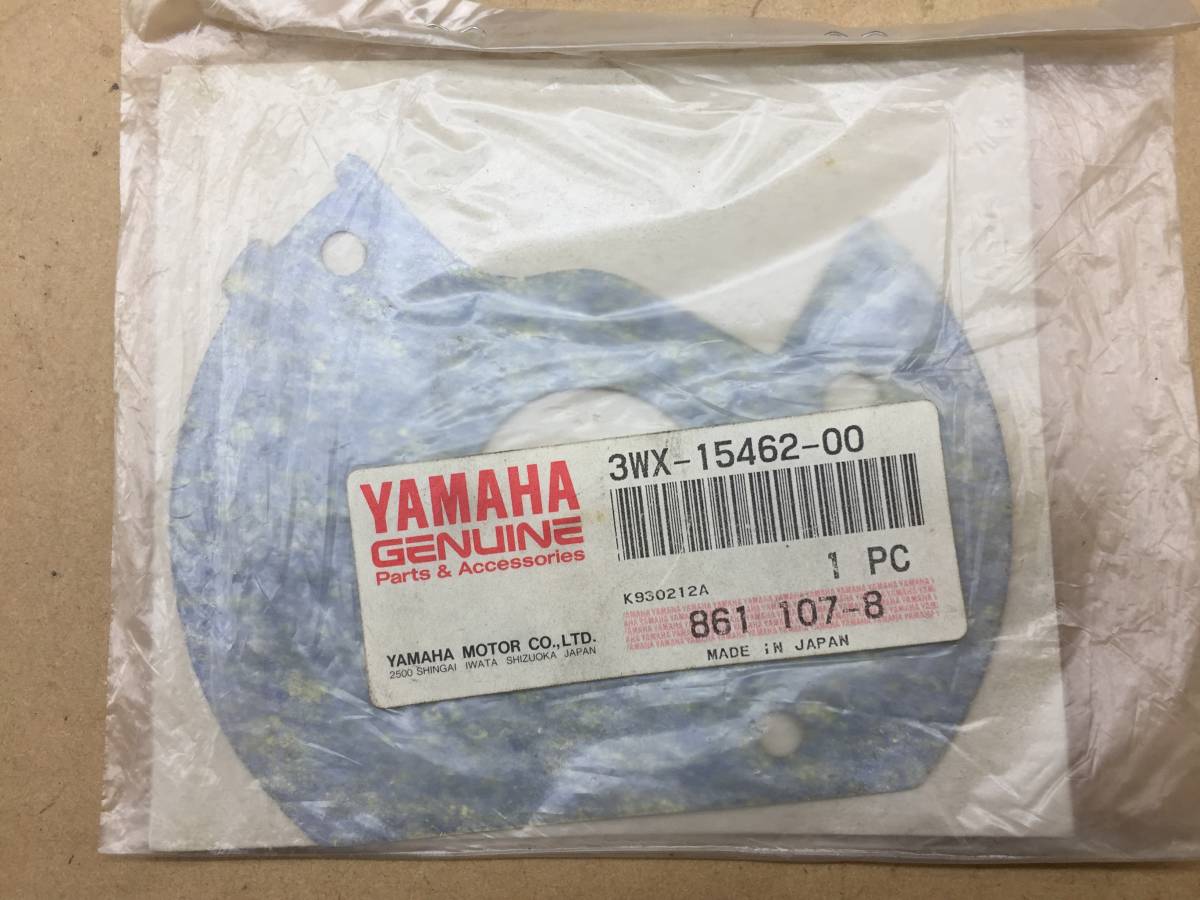 YAMAHA
GENUINE
Parts & Accessories
YAMAHA MOTOR CO.,LTD.
2500 SHINGAI IWATA SHIZUOKA JAPAN
3WX-15462-00
1 PC
K930212A
861 107-8
MADE IN JAPAN